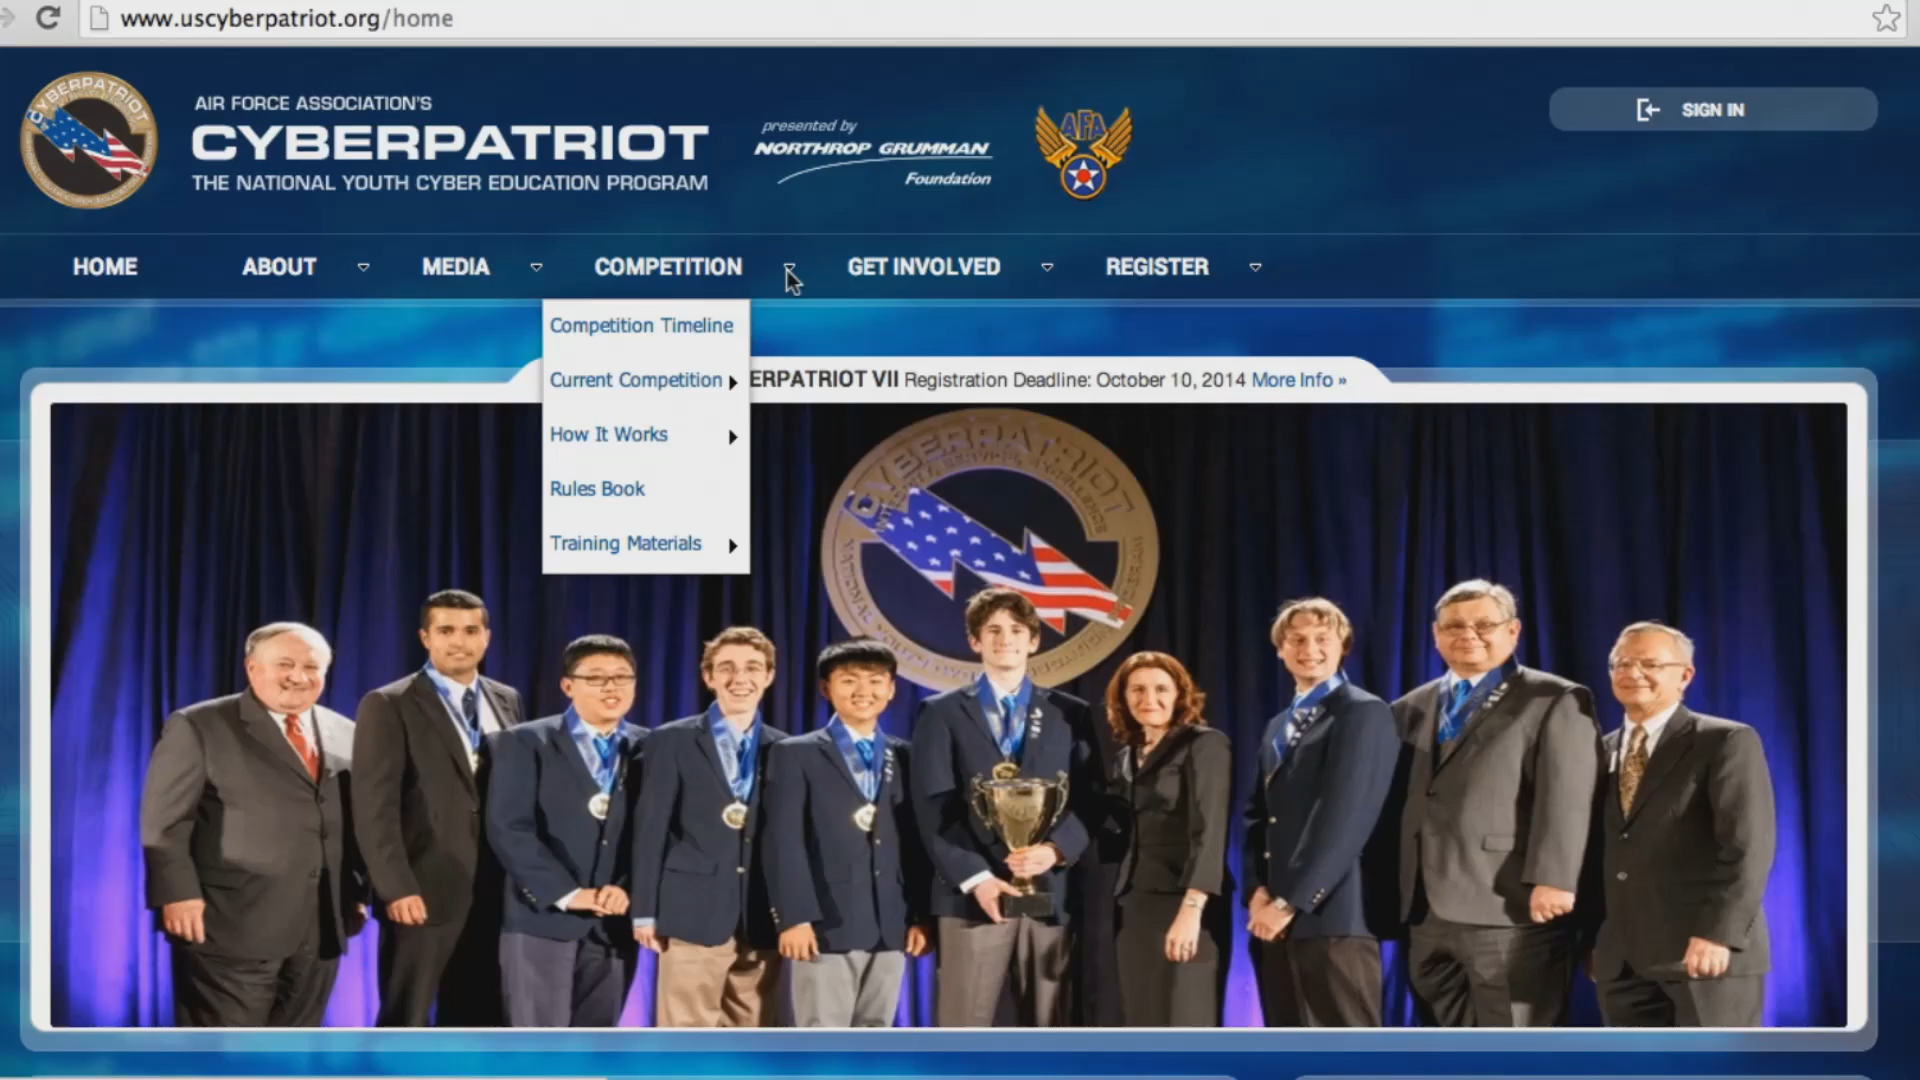 www.uscyberpatriot.org/home
CYBERPATRIOT
AIR FORCE ASSOCIATION'S
CYBERPATRIOT
THE NATIONAL YOUTH CYBER EDUCATION PROGRAM
presented by
NORTHROP GRUMMAN
Foundation
AFA
SIGN IN
HOME ABOUT MEDIA COMPETITION GET INVOLVED REGISTER
Competition Timeline
Current Competition
How It Works
Rules Book
Training Materials
ERPATRIOT VII Registration Deadline: October 10, 2014 More Info »
CYBERPATRIOT